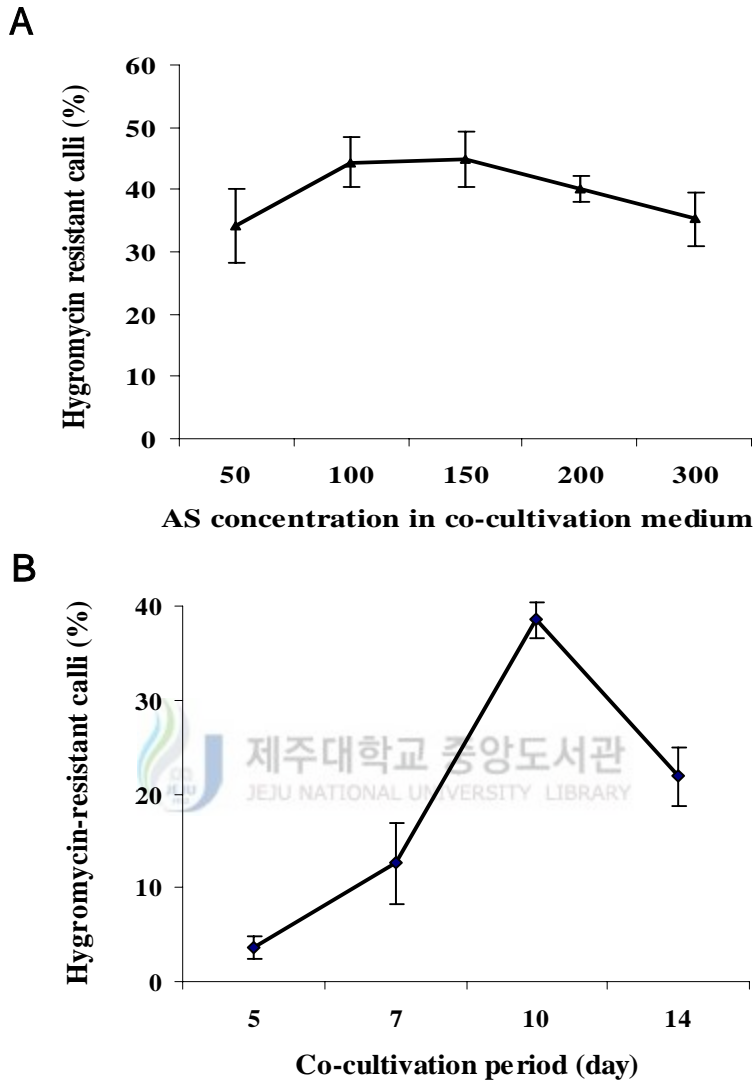 A
Hygromycin resistant calli (%)
60
50
40
30
20
10
0
50 100 150 200 300
AS concentration in co-cultivation medium
B
Hygromycin-resistant calli (%)
40
30
20
10
0
제주대학교 중앙도서관
JEJU NATIONAL UNIVERSITY LIBRARY
5 7 10 14
Co-cultivation period (day)